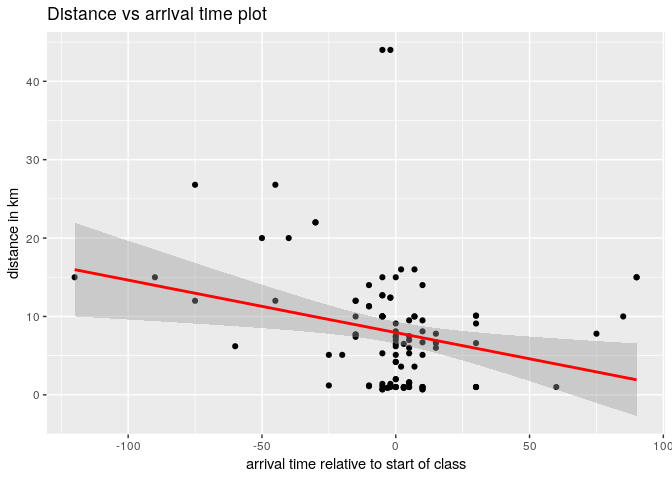 Distance vs arrival time plot
distance in km
40
30
20
10
0
-100 -50 0 50 100
arrival time relative to start of class